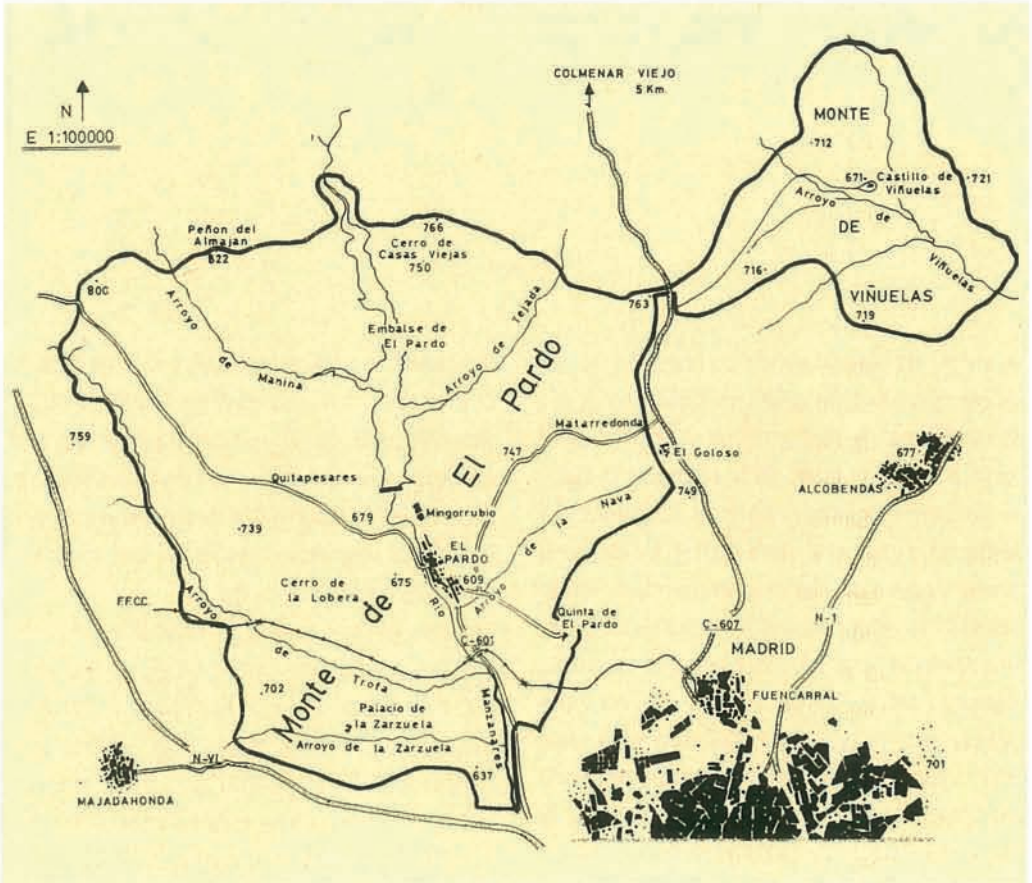 COLMENAR VIEJO
5 Km.
N
E 1:100000
MONTE
712
671
Castillo de
Viñuelas
721
Arroyo de
Viñuelas
DE
716
VIÑUELAS
719
Peñon del
Almajan
822
766
Cerro de
Casas Viejas
750
800
763
Arroyo de Manina
Embalse de
El Pardo
Arroyo de Tejada
Monte de El Pardo
759
Matarredonda
747
El Goloso
677
ALCOBENDAS
Quitapesares
749
679
Mingorrubio
Arroyo de la Nava
739
EL
PARDO
675
609
Cerro de
la Lobera
Rio
Manzanares
F.F.C.C.
Arroyo de Trofa
Quinta de
El Pardo
C-601
C-607
N-1
MADRID
702
FUENCARRAL
Palacio de
la Zarzuela
Arroyo de la Zarzuela
N-VI
637
701
MAJADAHONDA